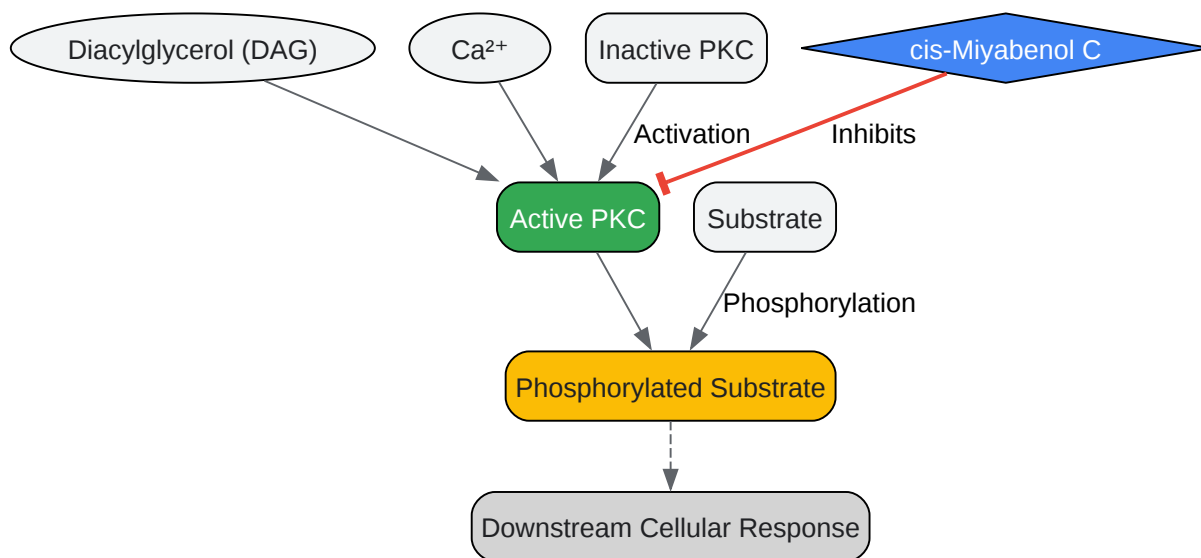 Diacylglycerol (DAG)
Ca²⁺
Inactive PKC
cis-Miyabenol C
Activation
Inhibits
Active PKC
Substrate
Phosphorylation
Phosphorylated Substrate
Downstream Cellular Response